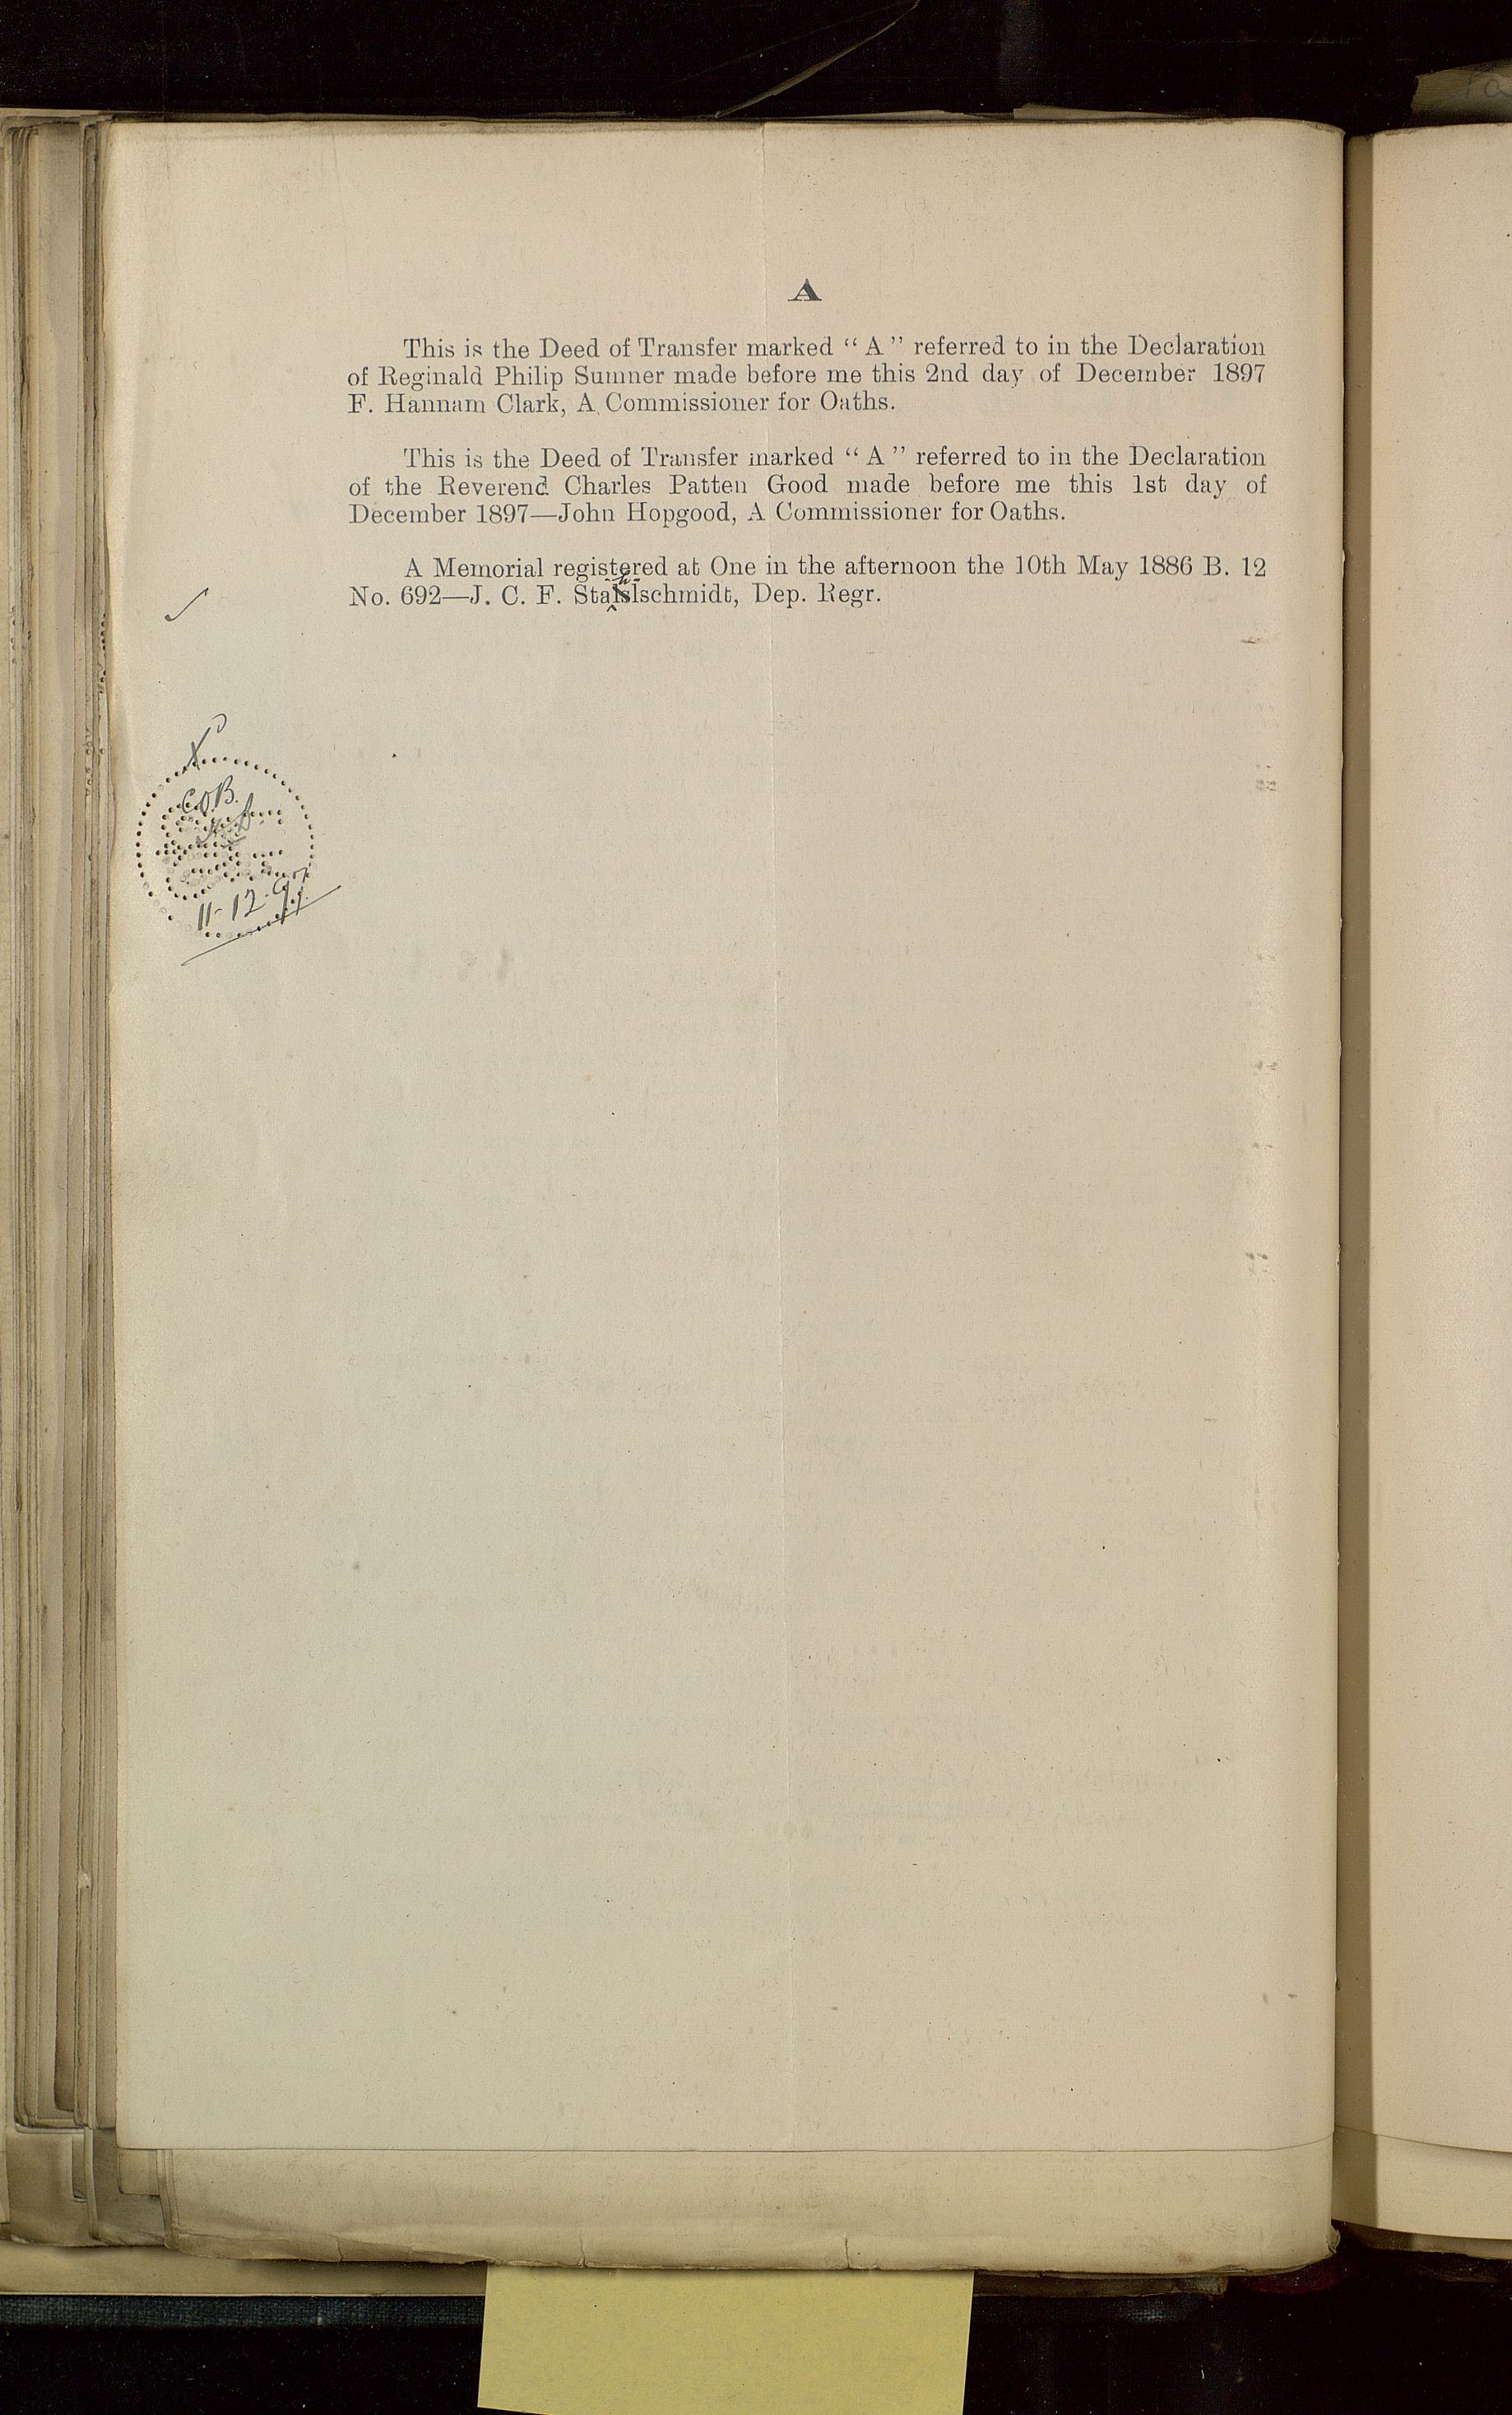 A
This is the Deed of Transfer marked “ A ” referred to in the Declaration
of Reginald Philip Sumner made before me this 2nd day of December 1897
F. Hannam Clark, A Commissioner for Oaths.
This is the Deed of Transfer marked “ A ” referred to in the Declaration
of the Reverend Charles Patten Good made before me this 1st day of
December 1897—John Hopgood, A Commissioner for Oaths.
A Memorial registered at One in the afternoon the 10th May 1886 B. 12
No. 692—J. C. F. Stahlschmidt, Dep. Regr.
C.O.B.
11-12-97